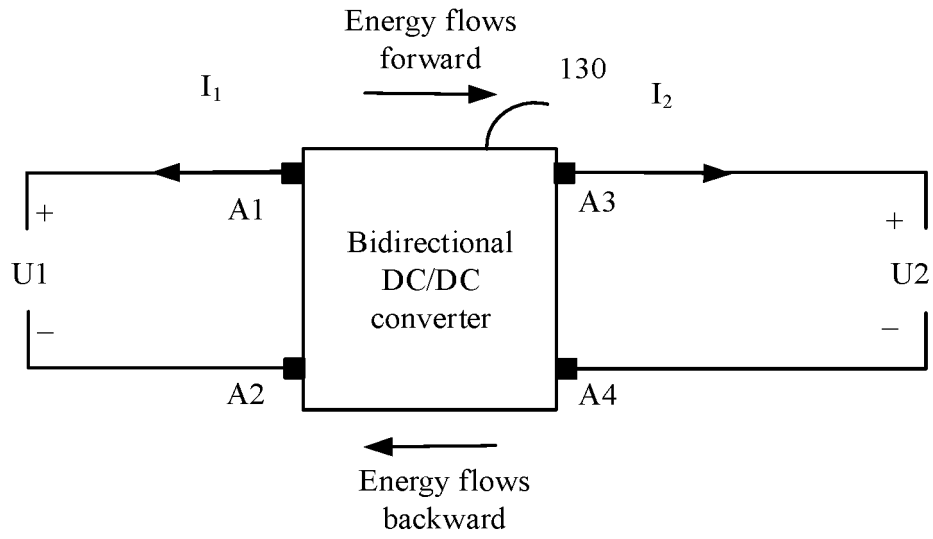 Energy flows
forward
130
I₁
I₂
A1
A3
+
+
Bidirectional
DC/DC
converter
U1
U2
−
−
A2
A4
Energy flows
backward